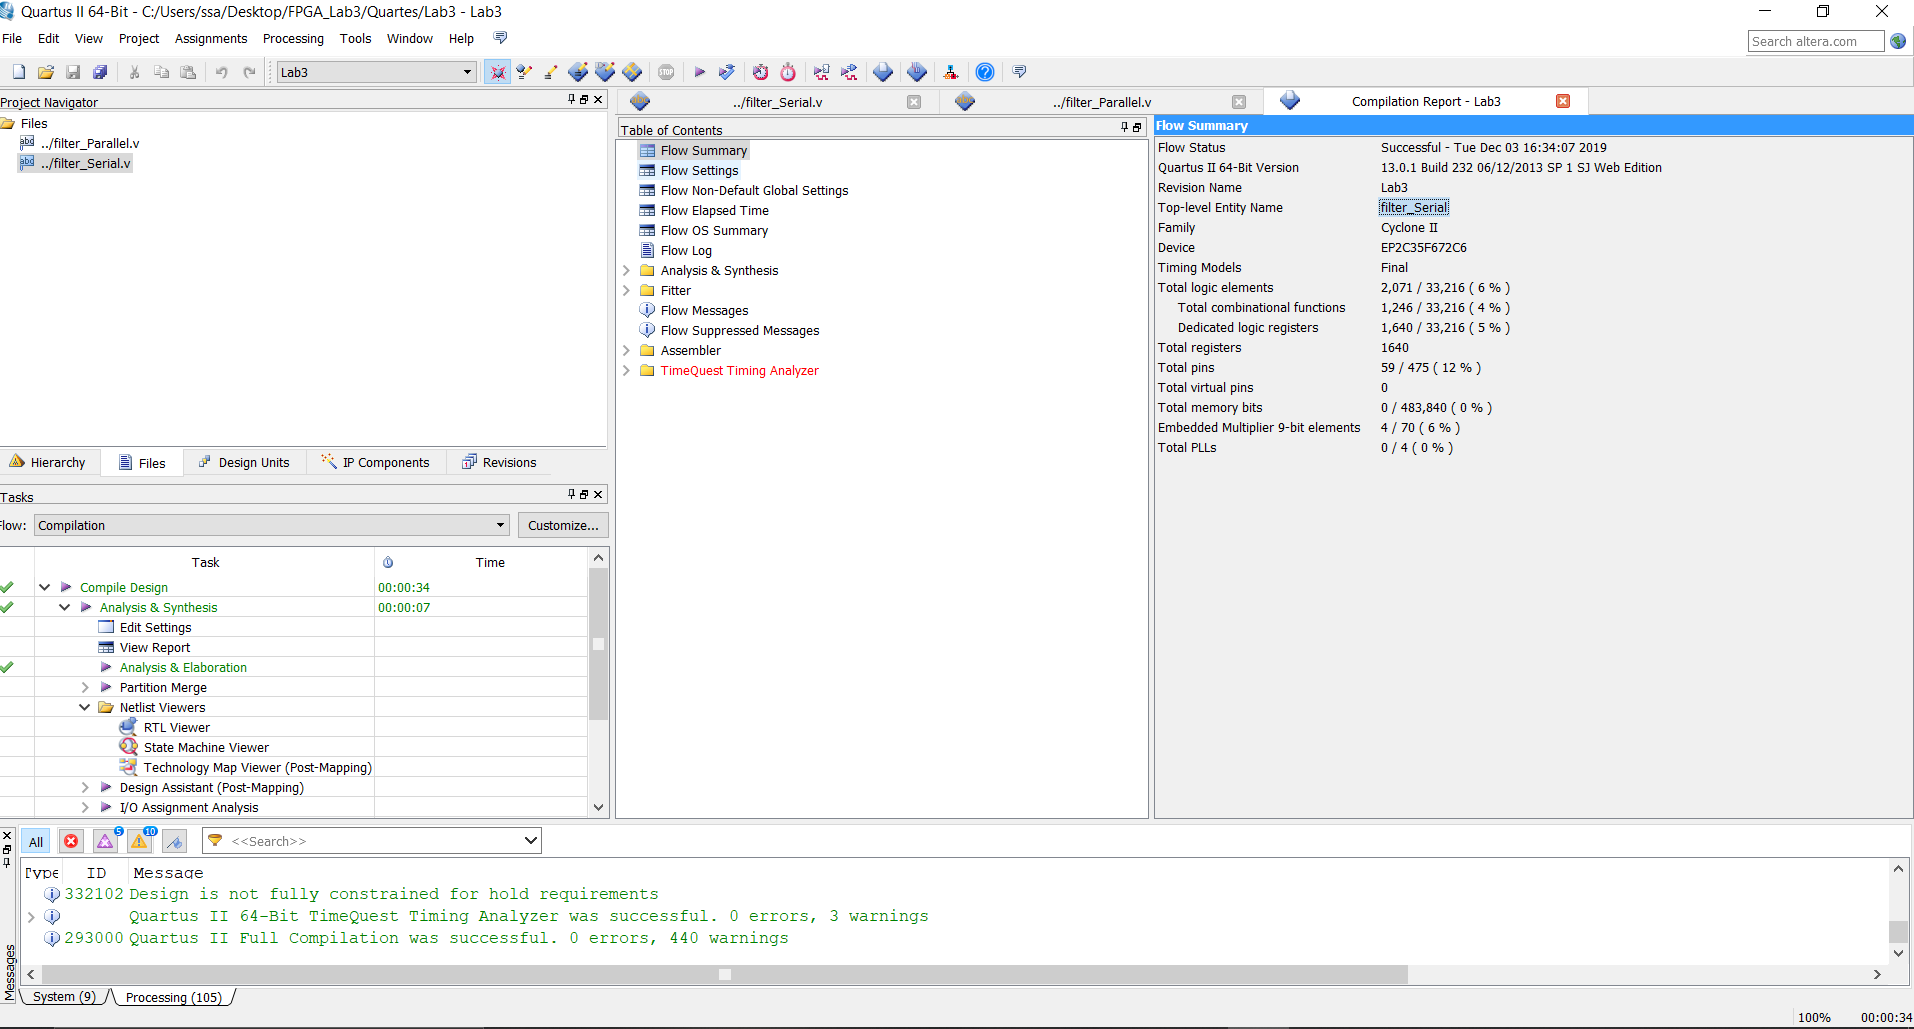 Quartus II 64-Bit - C:/Users/ssa/Desktop/FPGA_Lab3/Quartes/Lab3 - Lab3
File Edit View Project Assignments Processing Tools Window Help
Search altera.com
Lab3
Project Navigator
Files
../filter_Parallel.v
../filter_Serial.v
Hierarchy Files Design Units IP Components Revisions
Tasks
Flow: Compilation Customize...
Task Time
Compile Design 00:00:34
Analysis & Synthesis 00:00:07
Edit Settings
View Report
Analysis & Elaboration
Partition Merge
Netlist Viewers
RTL Viewer
State Machine Viewer
Technology Map Viewer (Post-Mapping)
Design Assistant (Post-Mapping)
I/O Assignment Analysis
../filter_Serial.v ../filter_Parallel.v Compilation Report - Lab3
Table of Contents
Flow Summary
Flow Settings
Flow Non-Default Global Settings
Flow Elapsed Time
Flow OS Summary
Flow Log
Analysis & Synthesis
Fitter
Flow Messages
Flow Suppressed Messages
Assembler
TimeQuest Timing Analyzer
Flow Summary
Flow Status Successful - Tue Dec 03 16:34:07 2019
Quartus II 64-Bit Version 13.0.1 Build 232 06/12/2013 SP 1 SJ Web Edition
Revision Name Lab3
Top-level Entity Name filter_Serial
Family Cyclone II
Device EP2C35F672C6
Timing Models Final
Total logic elements 2,071 / 33,216 ( 6 % )
Total combinational functions 1,246 / 33,216 ( 4 % )
Dedicated logic registers 1,640 / 33,216 ( 5 % )
Total registers 1640
Total pins 59 / 475 ( 12 % )
Total virtual pins 0
Total memory bits 0 / 483,840 ( 0 % )
Embedded Multiplier 9-bit elements 4 / 70 ( 6 % )
Total PLLs 0 / 4 ( 0 % )
All 5 10 <<Search>>
Type ID Message
332102 Design is not fully constrained for hold requirements
Quartus II 64-Bit TimeQuest Timing Analyzer was successful. 0 errors, 3 warnings
293000 Quartus II Full Compilation was successful. 0 errors, 440 warnings
Messages
System (9) Processing (105)
100% 00:00:34